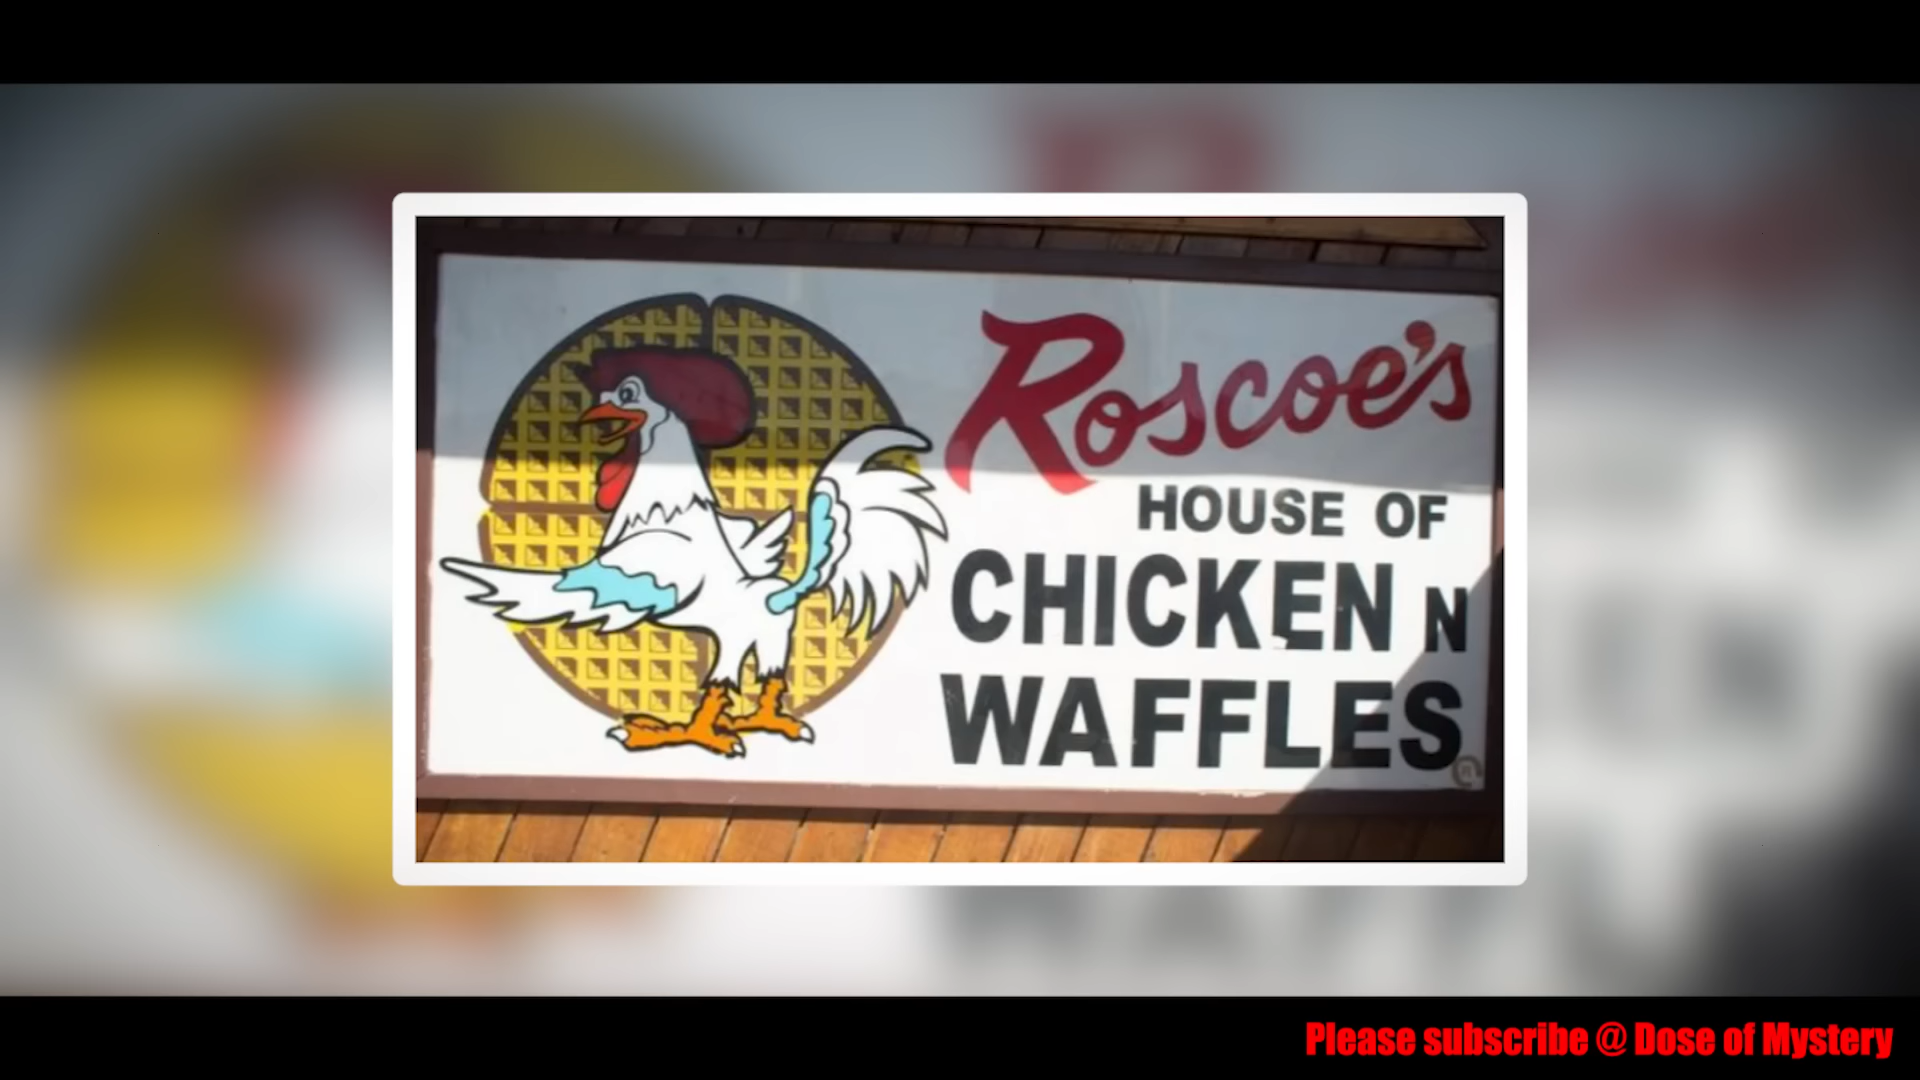 Roscoe's
HOUSE OF
CHICKEN N
WAFFLES
Please subscribe @ Dose of Mystery